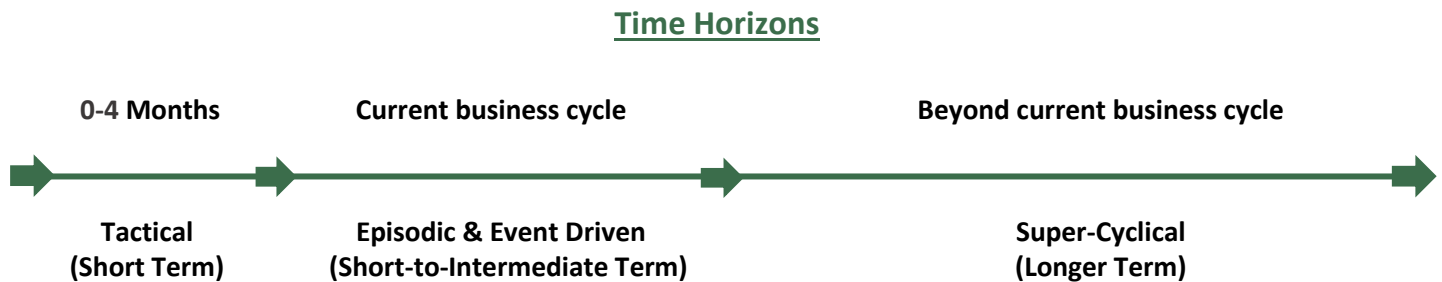 Time Horizons
0-4 Months
Current business cycle
Beyond current business cycle
Tactical
(Short Term)
Episodic & Event Driven
(Short-to-Intermediate Term)
Super-Cyclical
(Longer Term)